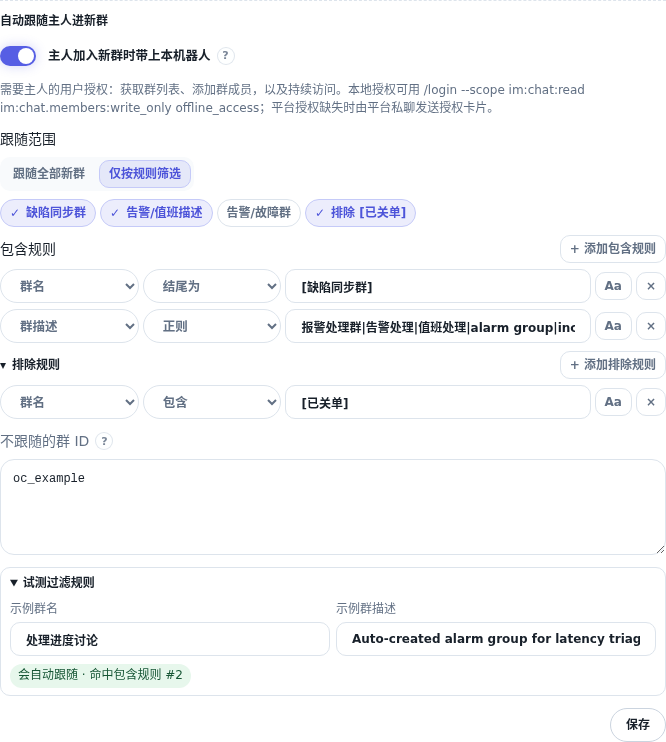 自动跟随主人进新群
主人加入新群时带上本机器人 ?
需要主人的用户授权：获取群列表、添加群成员，以及持续访问。本地授权可用 /login --scope im:chat:read
im:chat.members:write_only offline_access；平台授权缺失时由平台私聊发送授权卡片。
跟随范围
跟随全部新群 仅按规则筛选
✓ 缺陷同步群 ✓ 告警/值班描述 告警/故障群 ✓ 排除 [已关单]
包含规则 + 添加包含规则
群名 结尾为 [缺陷同步群] Aa ×
群描述 正则 报警处理群|告警处理|值班处理|alarm group|inc Aa ×
▾ 排除规则 + 添加排除规则
群名 包含 [已关单] Aa ×
不跟随的群 ID ?
oc_example
▼ 试测过滤规则
示例群名 示例群描述
处理进度讨论 Auto-created alarm group for latency triag
会自动跟随 · 命中包含规则 #2
保存